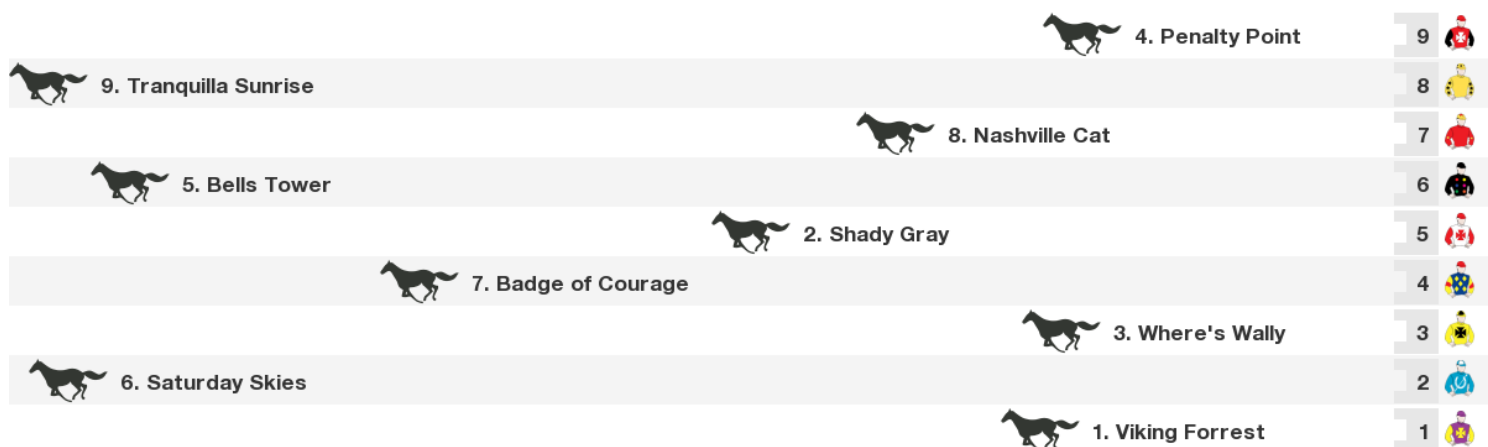 4. Penalty Point 9
9. Tranquilla Sunrise 8
8. Nashville Cat 7
5. Bells Tower 6
2. Shady Gray 5
7. Badge of Courage 4
3. Where's Wally 3
6. Saturday Skies 2
1. Viking Forrest 1